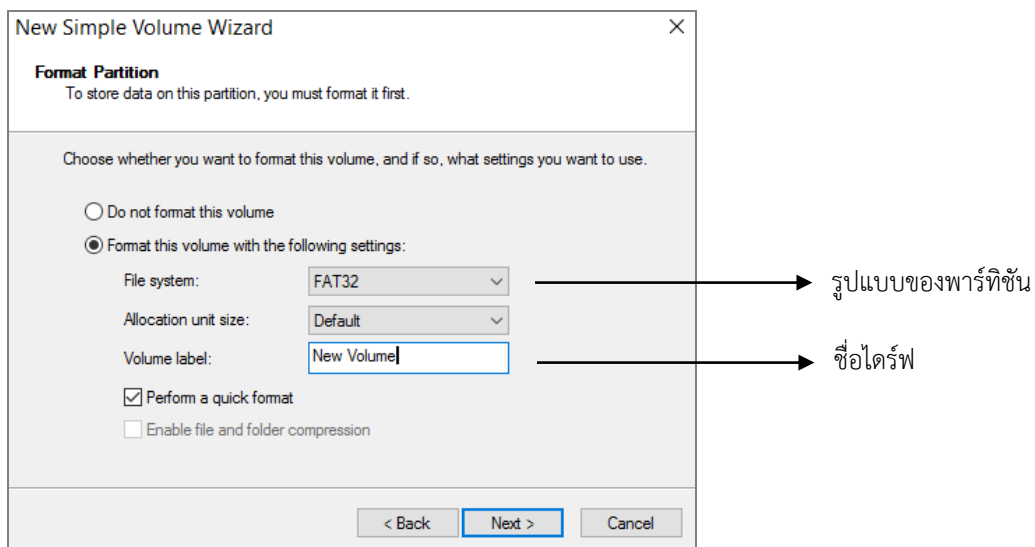 New Simple Volume Wizard
Format Partition
To store data on this partition, you must format it first.
Choose whether you want to format this volume, and if so, what settings you want to use.
Do not format this volume
Format this volume with the following settings:
File system: FAT32 รูปแบบของพาร์ทิชัน
Allocation unit size: Default
Volume label: New Volume ชื่อไดร์ฟ
Perform a quick format
Enable file and folder compression
< Back Next > Cancel